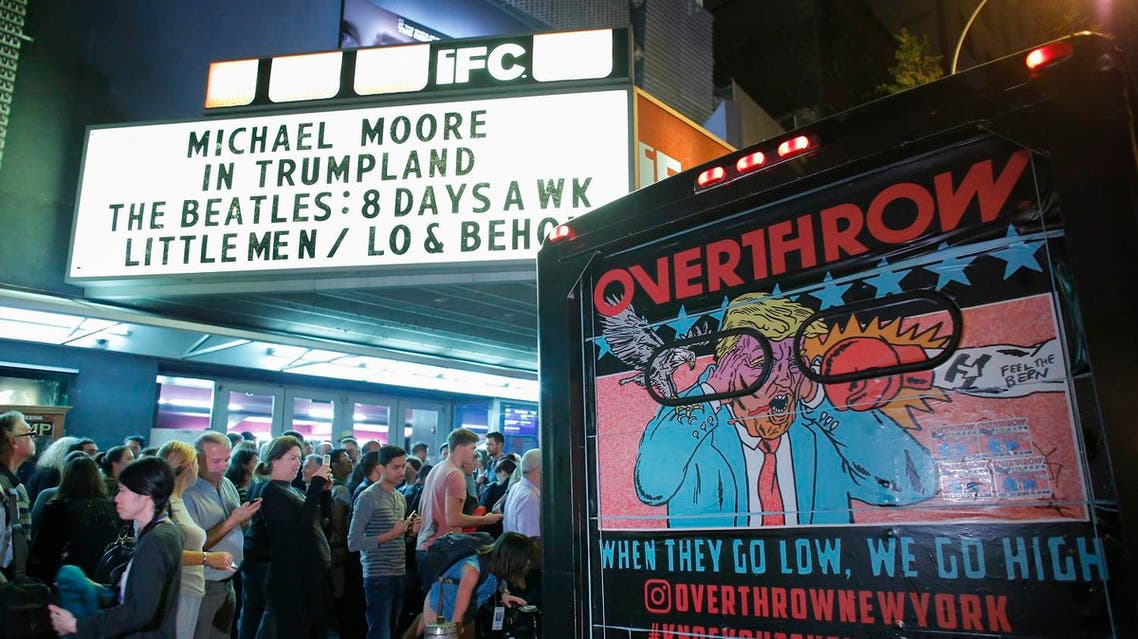 iFC
MICHAEL MOORE
IN TRUMPLAND
THE BEATLES: 8 DAYS A WK
LITTLE MEN / LO & BEHO
OVERTHROW
FEEL THE
BERN
WHEN THEY GO LOW, WE GO HIGH
OVERTHROWNEWYORK